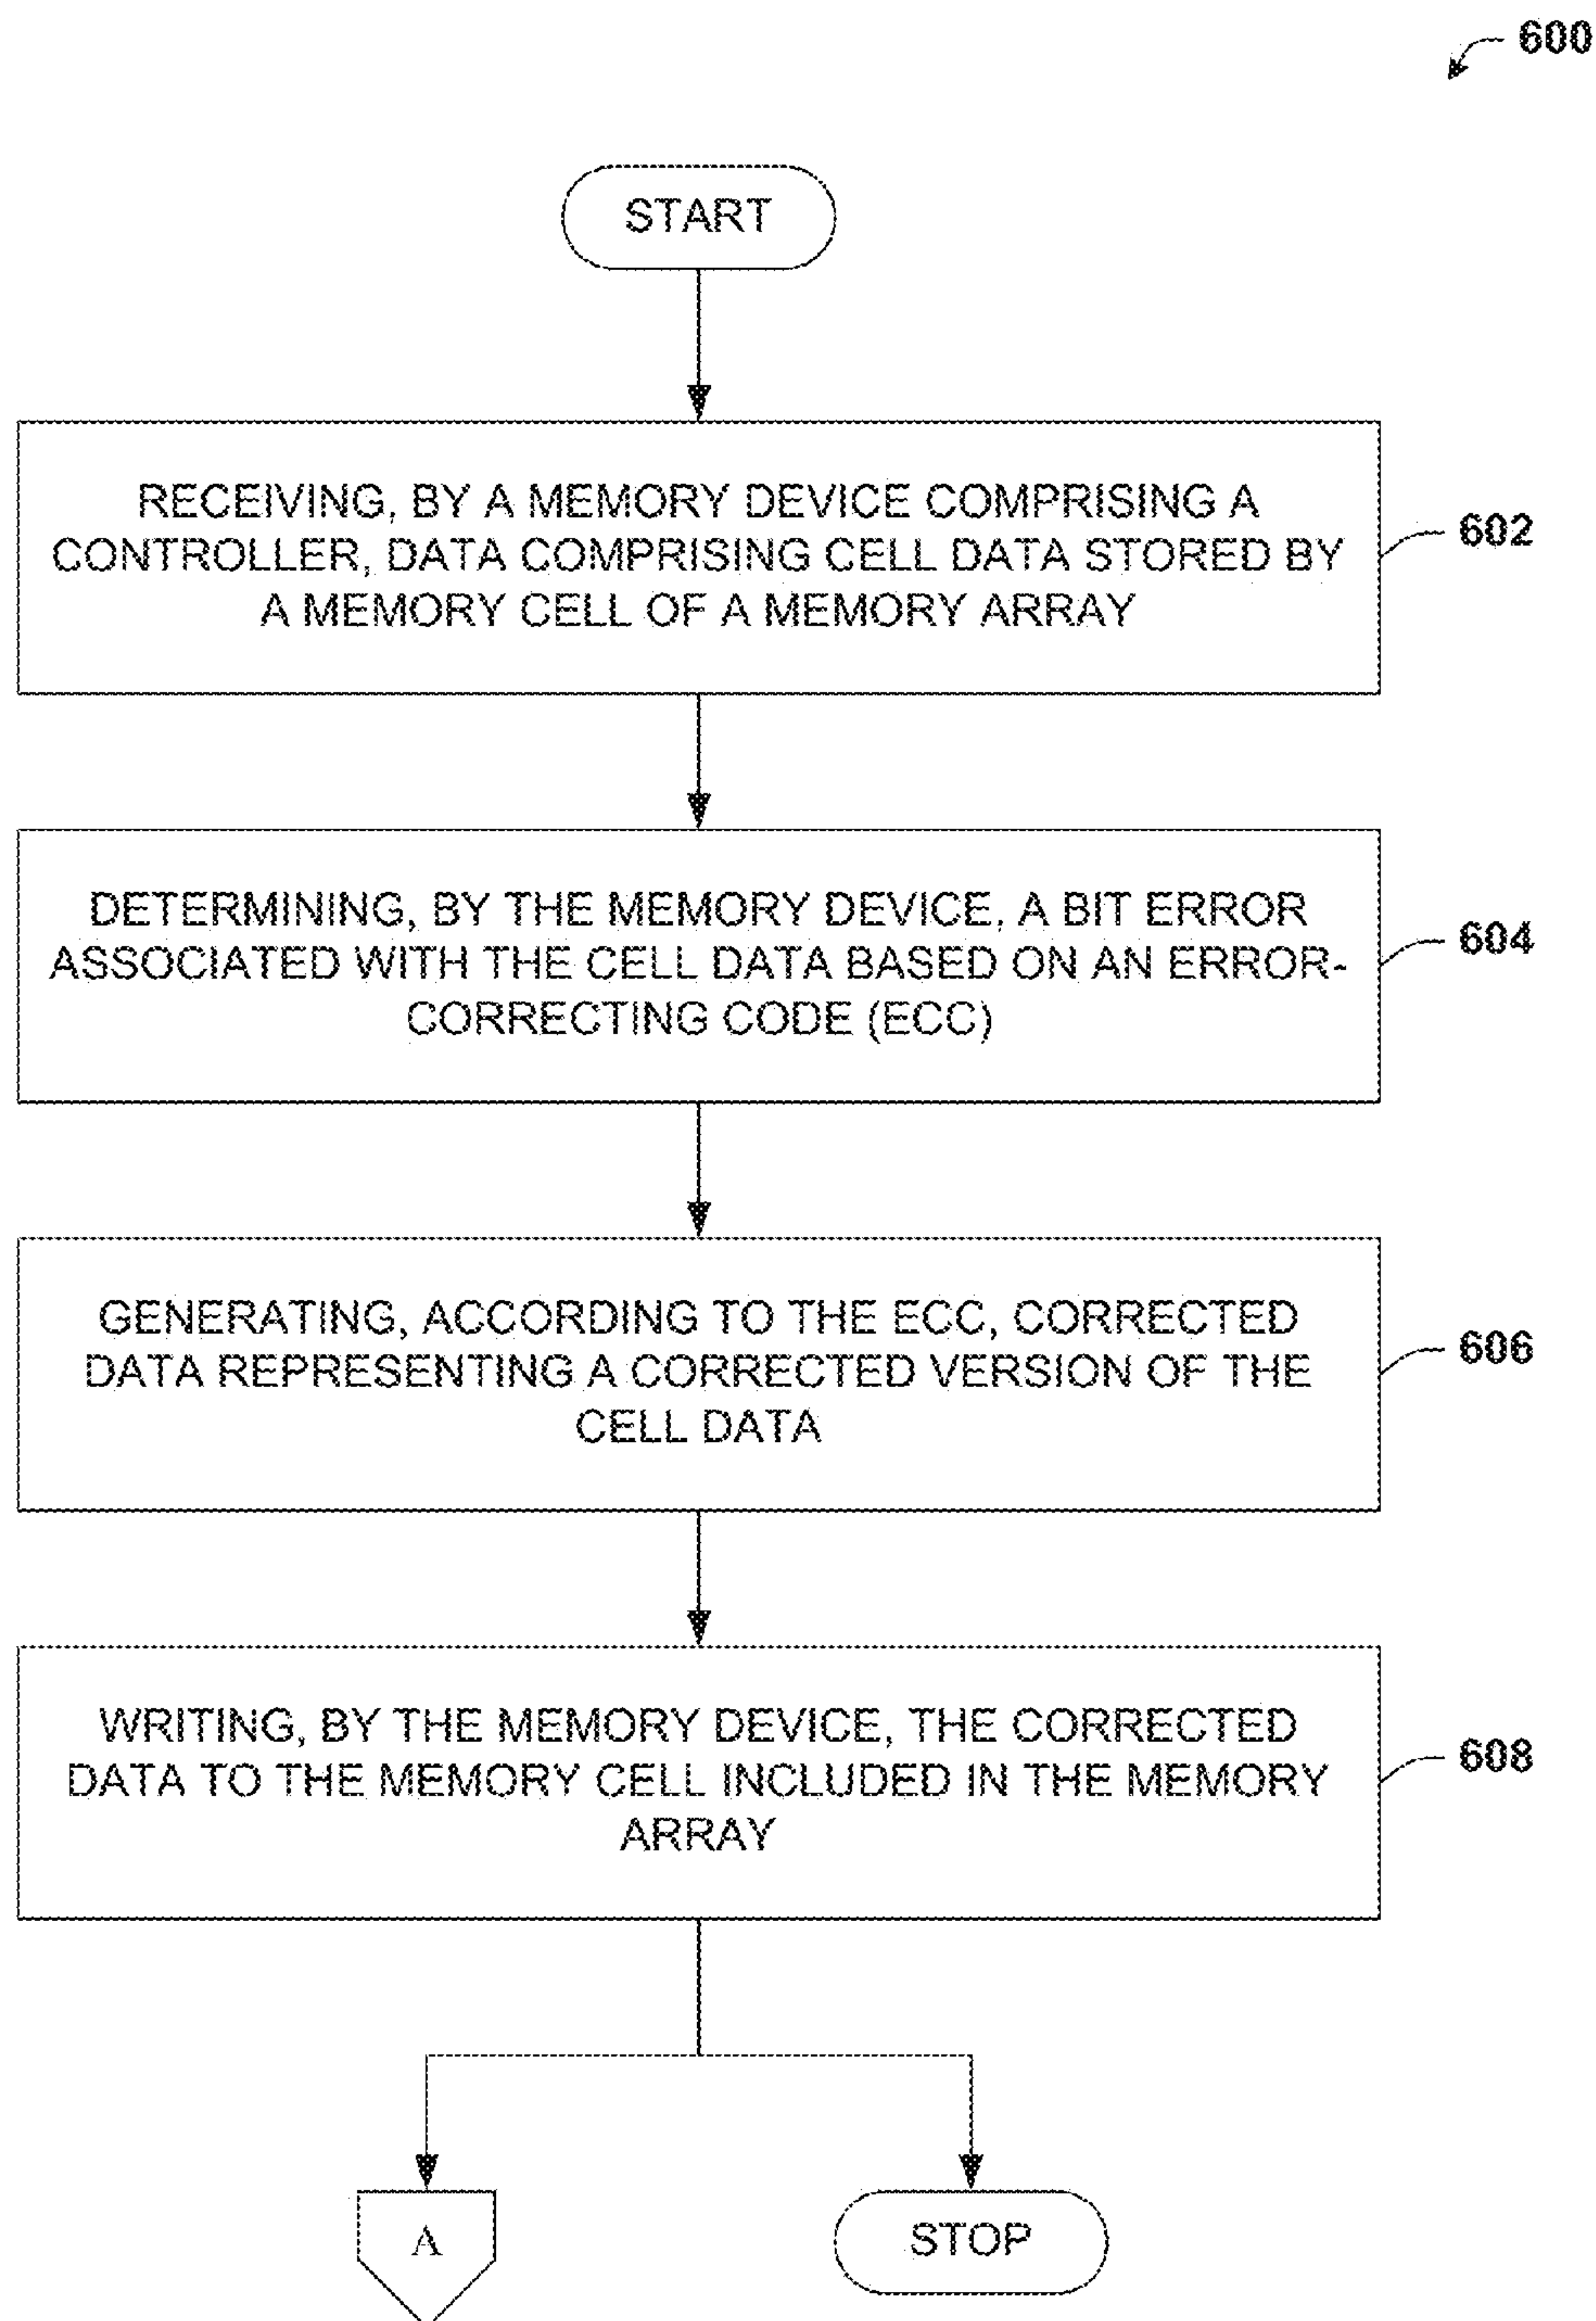 600
START
RECEIVING, BY A MEMORY DEVICE COMPRISING A
CONTROLLER, DATA COMPRISING CELL DATA STORED BY
A MEMORY CELL OF A MEMORY ARRAY
602
DETERMINING, BY THE MEMORY DEVICE, A BIT ERROR
ASSOCIATED WITH THE CELL DATA BASED ON AN ERROR-
CORRECTING CODE (ECC)
604
GENERATING, ACCORDING TO THE ECC, CORRECTED
DATA REPRESENTING A CORRECTED VERSION OF THE
CELL DATA
606
WRITING, BY THE MEMORY DEVICE, THE CORRECTED
DATA TO THE MEMORY CELL INCLUDED IN THE MEMORY
ARRAY
608
A
STOP